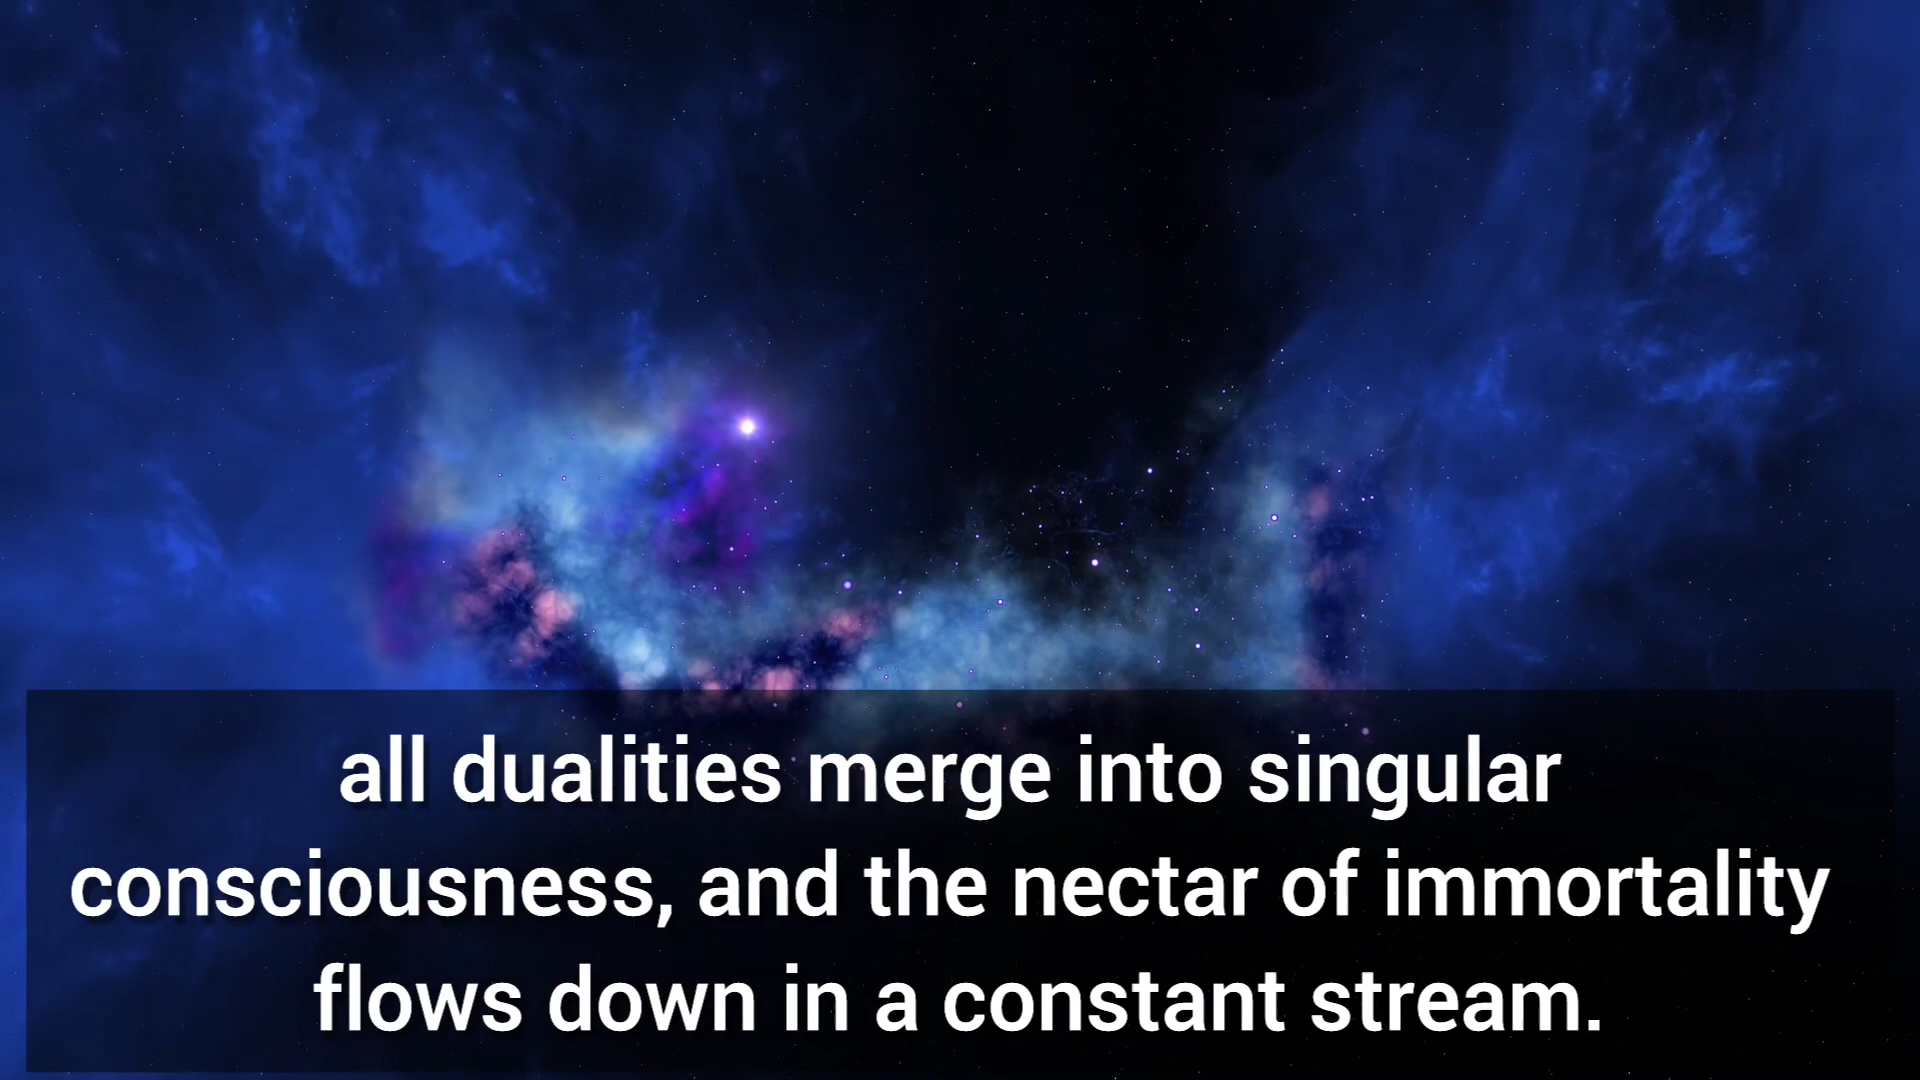 all dualities merge into singular
consciousness, and the nectar of immortality
flows down in a constant stream.